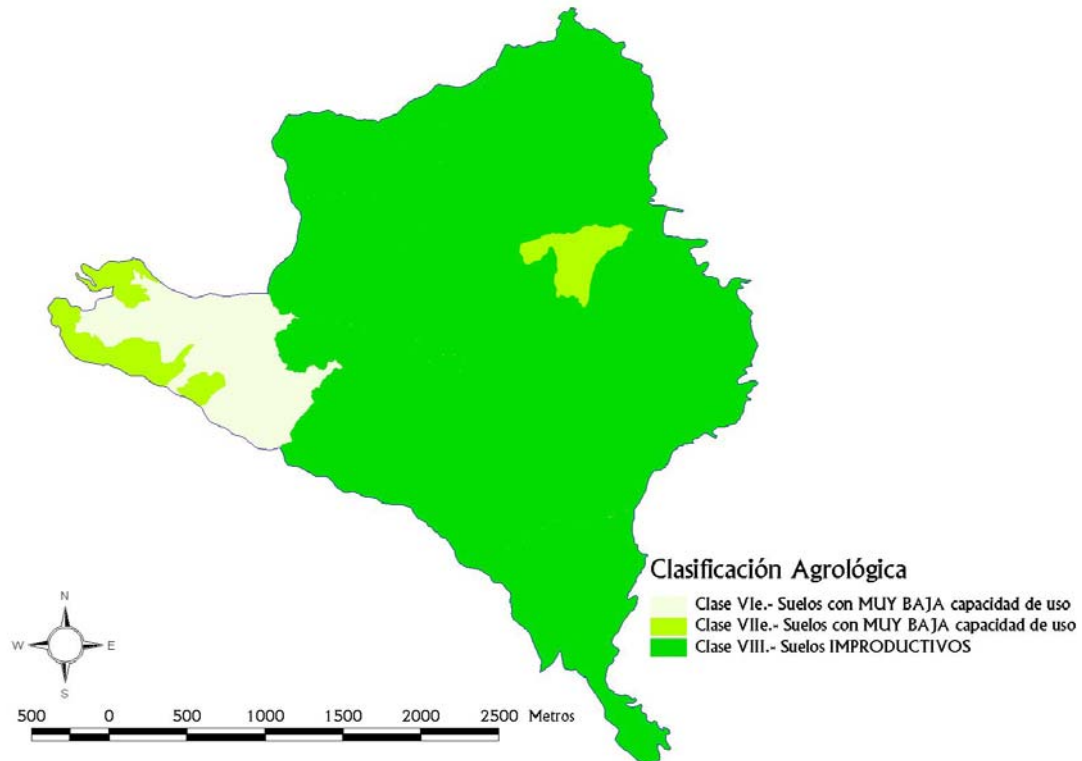 Clasificación Agrológica
Clase VIe.- Suelos con MUY BAJA capacidad de uso
Clase VIIe.- Suelos con MUY BAJA capacidad de uso
Clase VIII.- Suelos IMPRODUCTIVOS
N
W E
S
500 0 500 1000 1500 2000 2500 Metros